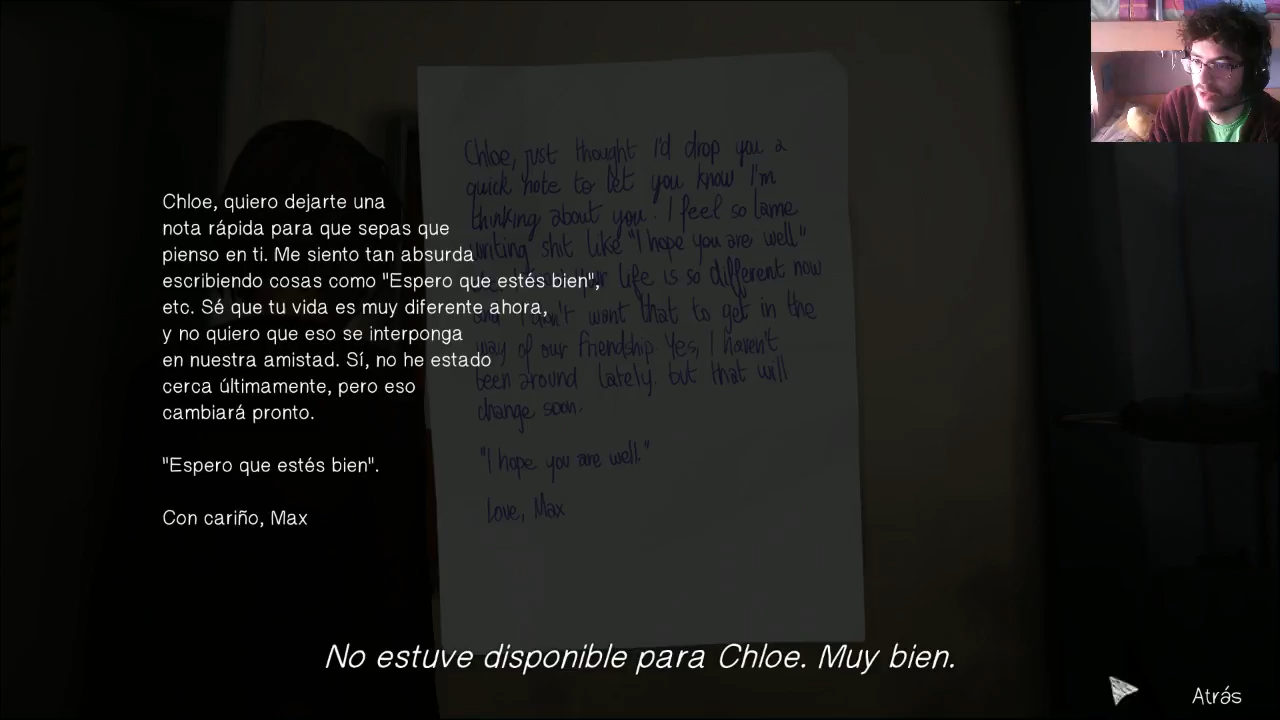 Chloe, just thought I'd drop you a
quick note to let you know I'm
thinking about you. I feel so lame
writing shit like "I hope you are well"
life is so different now
and I don't want that to get in the
way of our friendship. Yes, I haven't
been around lately. but that will
change soon.
"I hope you are well."
Love, Max
Chloe, quiero dejarte una
nota rápida para que sepas que
pienso en ti. Me siento tan absurda
escribiendo cosas como "Espero que estés bien",
etc. Sé que tu vida es muy diferente ahora,
y no quiero que eso se interponga
en nuestra amistad. Sí, no he estado
cerca últimamente, pero eso
cambiará pronto.
"Espero que estés bien".
Con cariño, Max
No estuve disponible para Chloe. Muy bien.
Atrás